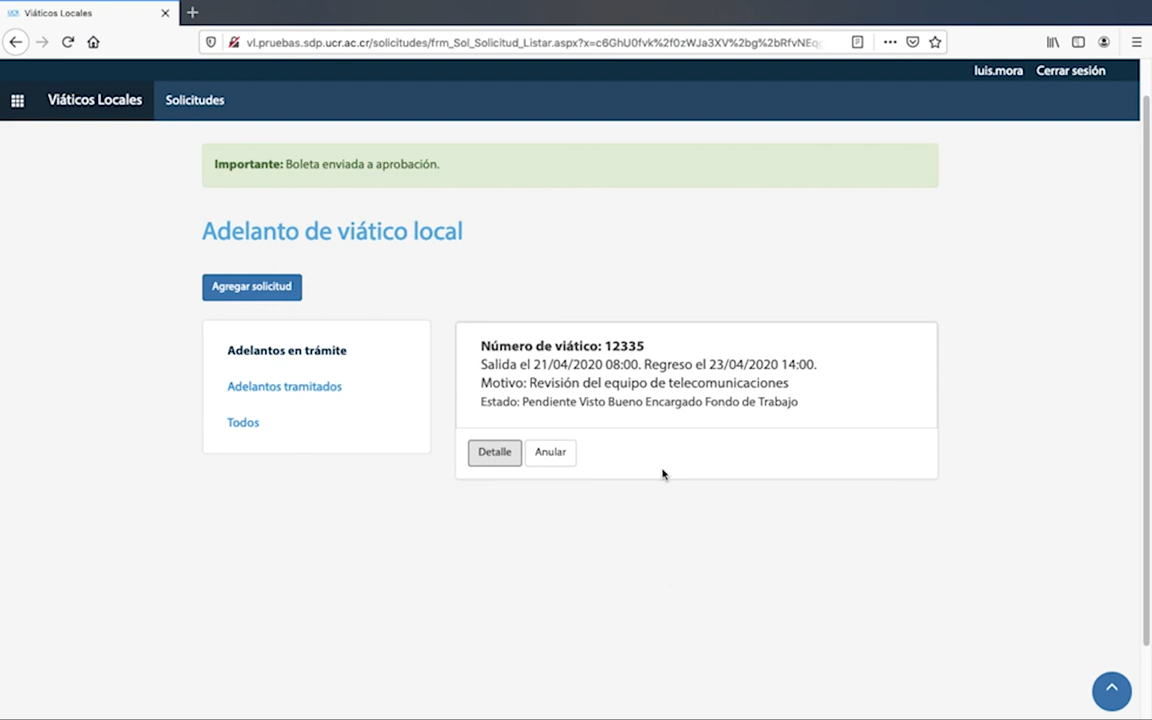 Viáticos Locales
vl.pruebas.sdp.ucr.ac.cr/solicitudes/frm_Sol_Solicitud_Listar.aspx?x=c6GhU0fvk%2f0zWJa3XV%2bg%2bRfvNEq
luis.mora Cerrar sesión
Viáticos Locales Solicitudes
Importante: Boleta enviada a aprobación.
Adelanto de viático local
Agregar solicitud
Adelantos en trámite
Adelantos tramitados
Todos
Número de viático: 12335
Salida el 21/04/2020 08:00. Regreso el 23/04/2020 14:00.
Motivo: Revisión del equipo de telecomunicaciones
Estado: Pendiente Visto Bueno Encargado Fondo de Trabajo
Detalle Anular